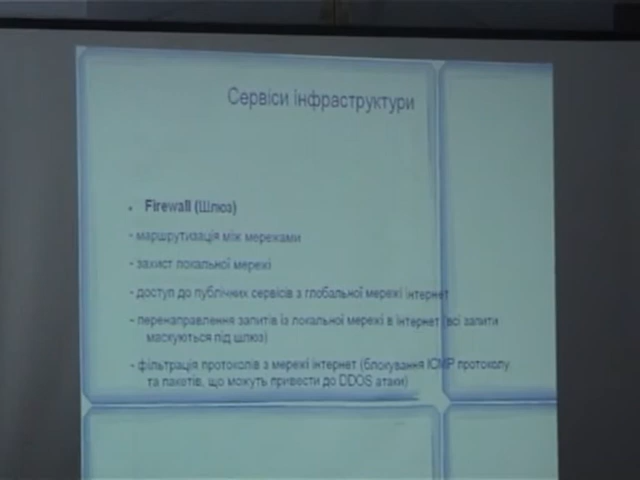 Сервіси інфраструктури
• Firewall (Шлюз)
- маршрутизація між мережами
- захист локальної мережі
- доступ до публічних сервісів з глобальної мережі інтернет
- перенаправлення запитів із локальної мережі в інтернет (всі запити
маскуються під шлюз)
- фільтрація протоколів з мережі інтернет (блокування ICMP протоколу
та пакетів, що можуть привести до DDOS атаки)